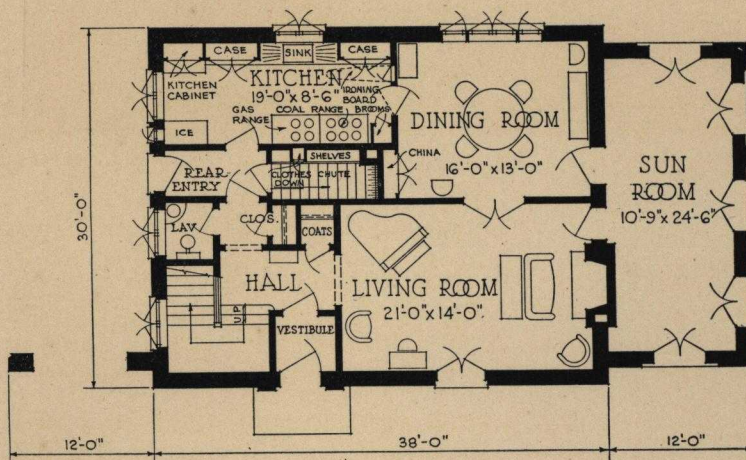 CASE
SINK
CASE
KITCHEN
19'-0" x 8'-6"
KITCHEN
CABINET
IRONING
BOARD
BROOMS
GAS
RANGE
COAL RANGE
ICE
DINING ROOM
16'-0" x 13'-0"
CHINA
SHELVES
CLOTHES CHUTE
DOWN
REAR
ENTRY
SUN
ROOM
10'-9" x 24'-6"
30'-0"
LAV.
CLOS.
COATS
HALL
LIVING ROOM
21'-0" x 14'-0".
UP
VESTIBULE
12'-0"
38'-0"
12'-0"